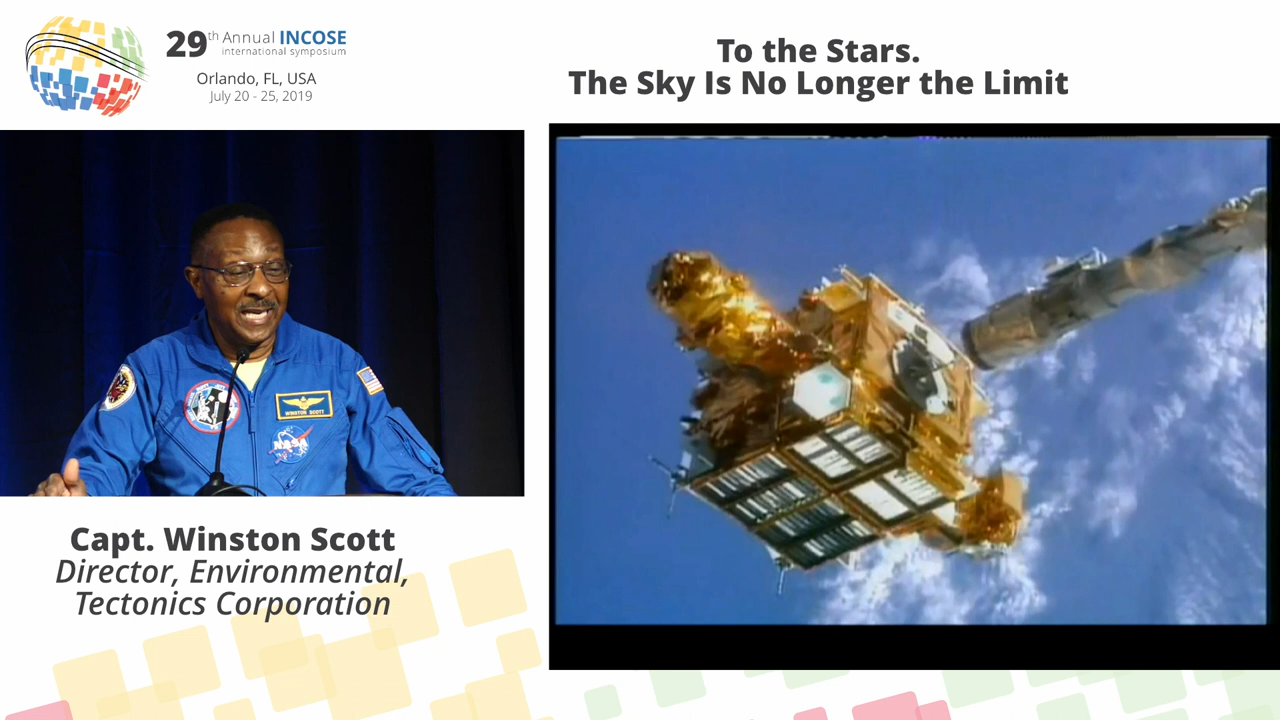 29th Annual INCOSE
international symposium
Orlando, FL, USA
July 20 - 25, 2019
To the Stars.
The Sky Is No Longer the Limit
WINSTON SCOTT
NASA
Capt. Winston Scott
Director, Environmental,
Tectonics Corporation